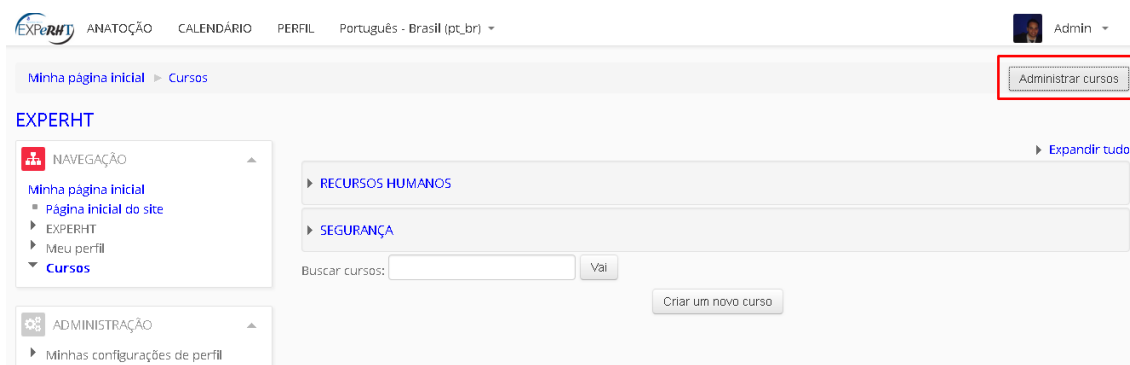 EXPeRHT ANATOÇÃO CALENDÁRIO PERFIL Português - Brasil (pt_br) Admin
Minha página inicial Cursos Administrar cursos
EXPERHT
NAVEGAÇÃO
Minha página inicial
Página inicial do site
EXPERHT
Meu perfil
Cursos
ADMINISTRAÇÃO
Minhas configurações de perfil
Expandir tudo
RECURSOS HUMANOS
SEGURANÇA
Buscar cursos: Vai
Criar um novo curso